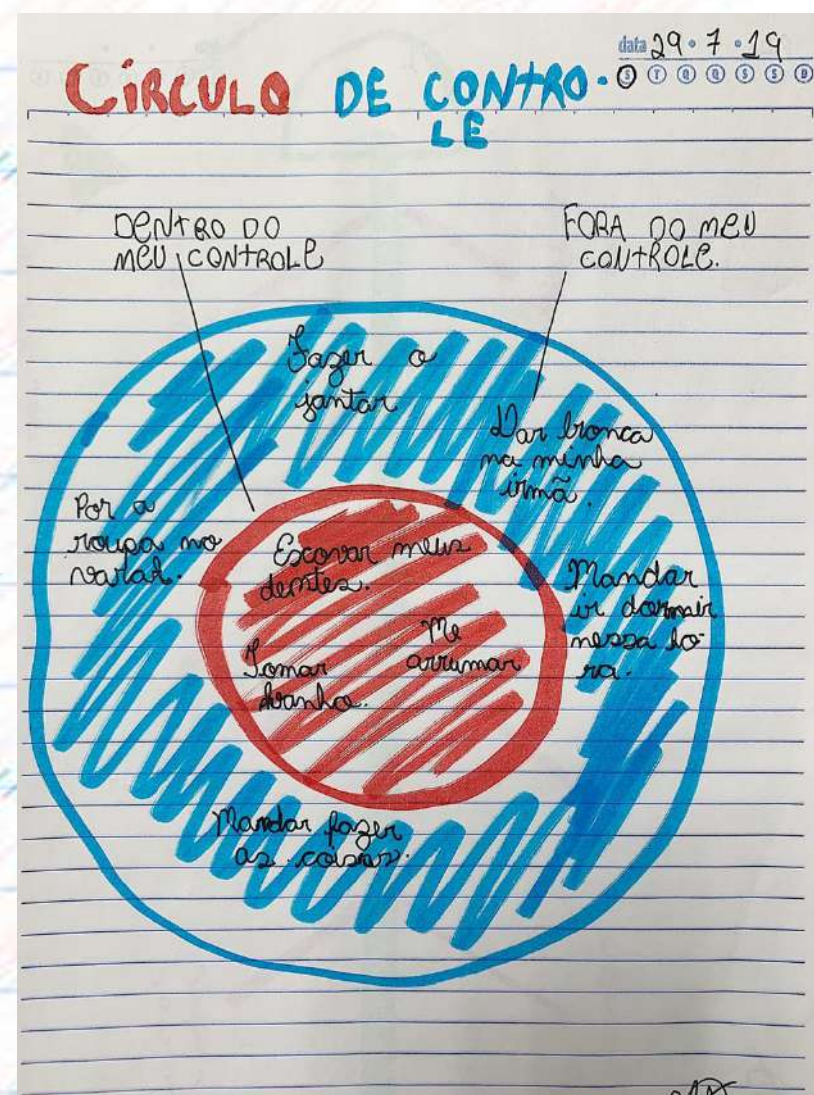 data 29 • 7 • 19
S T Q Q S S D
CÍRCULO DE CONTRO-
LE
DENTRO DO
MEU CONTROLE
FORA DO MEU
CONTROLE.
Fazer o
jantar
Dar bronca
na minha
irmã.
Por a
roupa no
varal.
Escovar meus
dentes.
Mandar
ir dormir
nessa ho-
ra.
Me
arrumar
Tomar
banho.
Mandar fazer
as coisas.